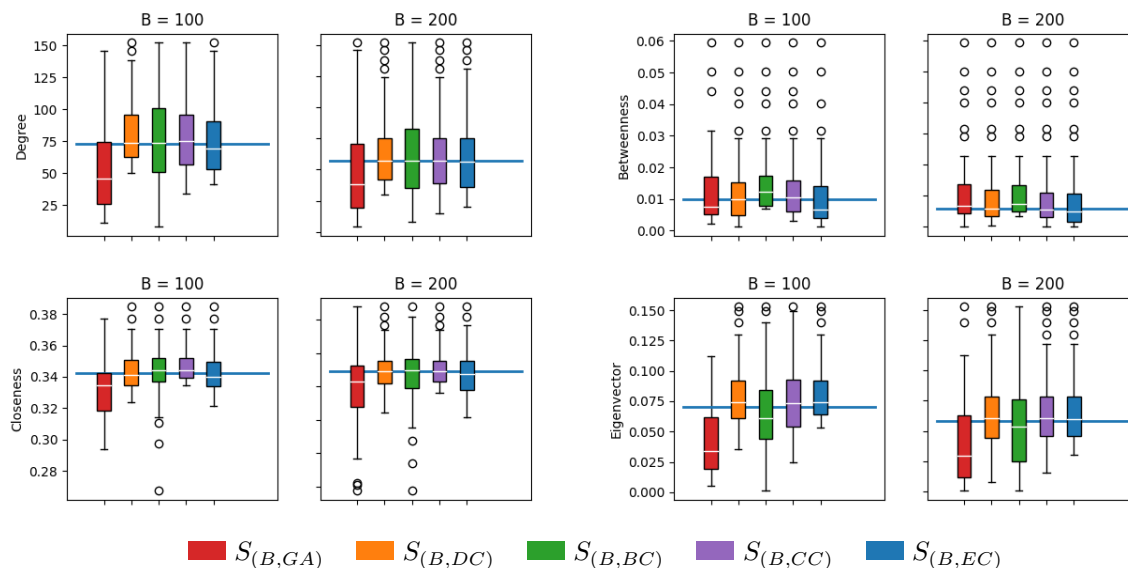 B = 100
B = 200
B = 100
B = 200
Degree
150
125
100
75
50
25
Betweenness
0.06
0.05
0.04
0.03
0.02
0.01
0.00
B = 100
B = 200
B = 100
B = 200
Closeness
0.38
0.36
0.34
0.32
0.30
0.28
Eigenvector
0.150
0.125
0.100
0.075
0.050
0.025
0.000
S(B,GA) S(B,DC) S(B,BC) S(B,CC) S(B,EC)